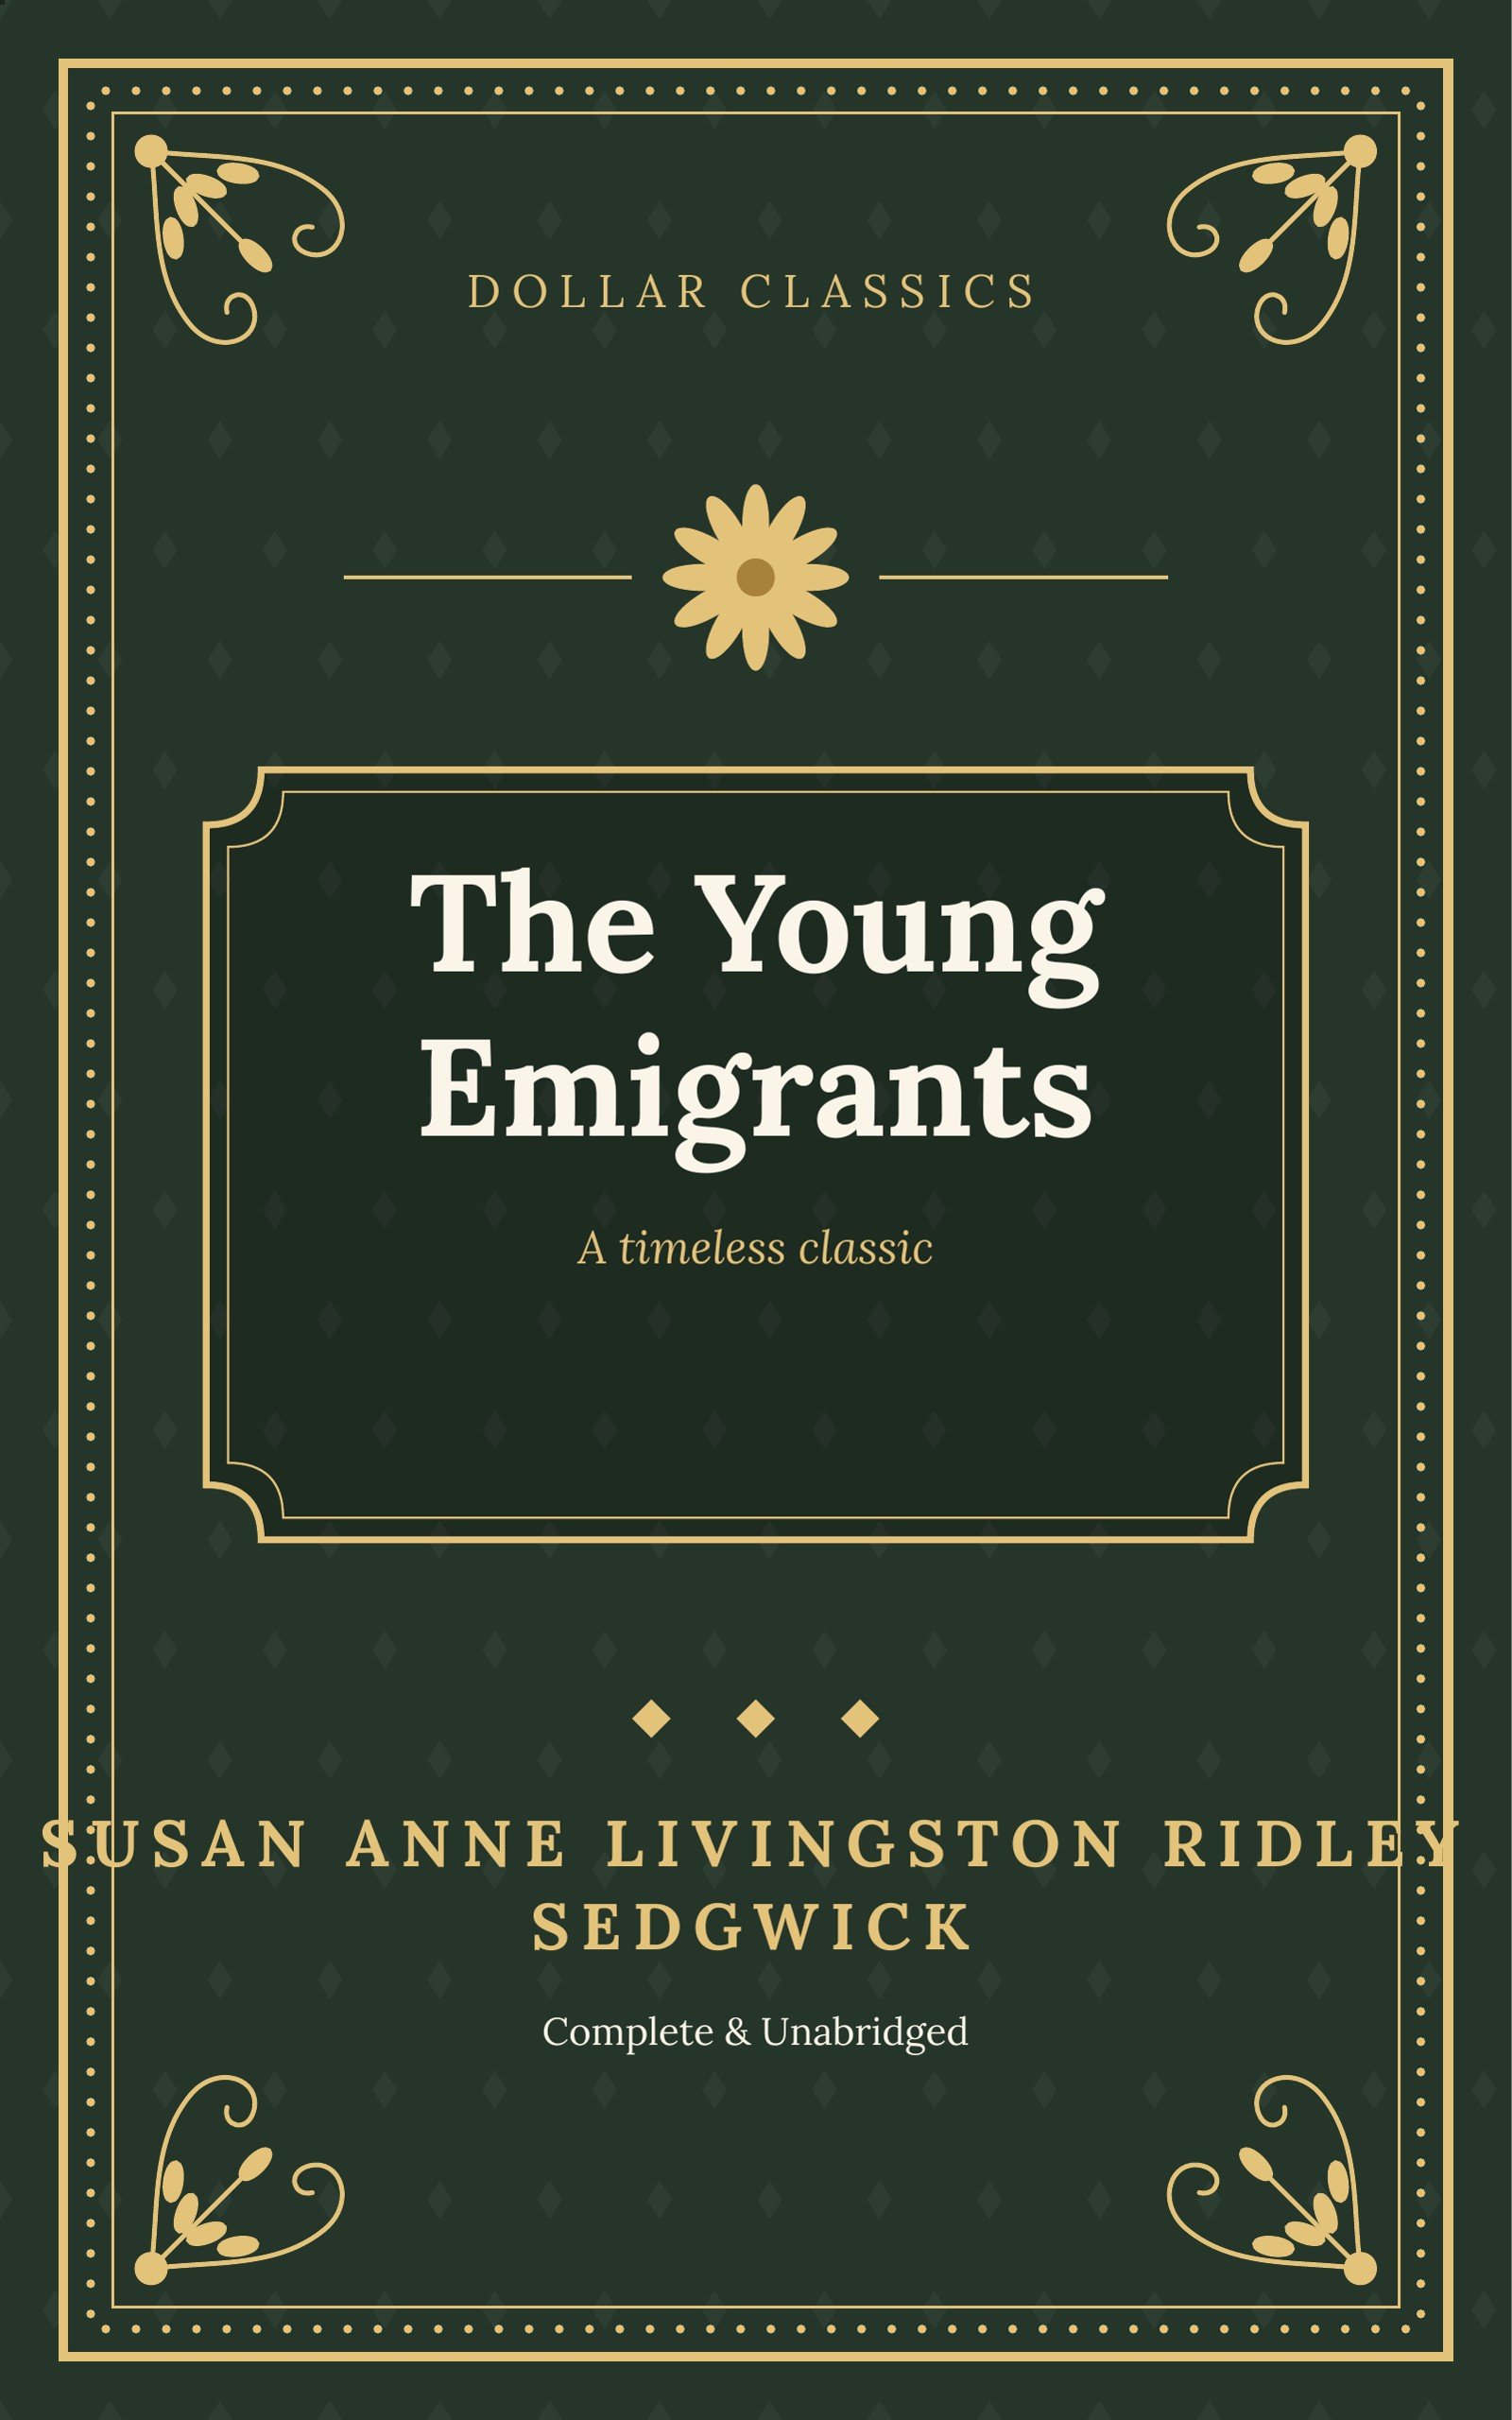 DOLLAR CLASSICS
The Young
Emigrants
A timeless classic
SUSAN ANNE LIVINGSTON RIDLEY
SEDGWICK
Complete & Unabridged